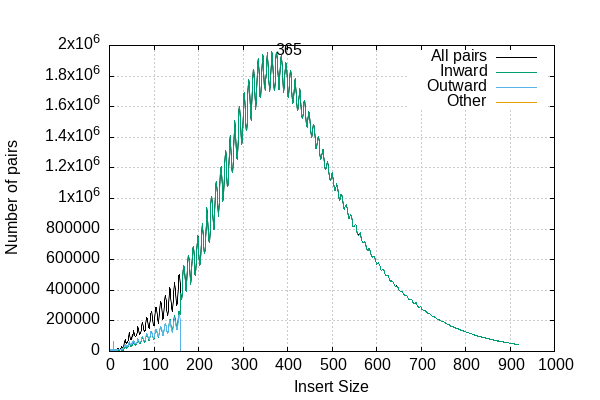 365
All pairs
Inward
Outward
Other
Number of pairs
2x10^6
1.8x10^6
1.6x10^6
1.4x10^6
1.2x10^6
1x10^6
800000
600000
400000
200000
0
0 100 200 300 400 500 600 700 800 900 1000
Insert Size